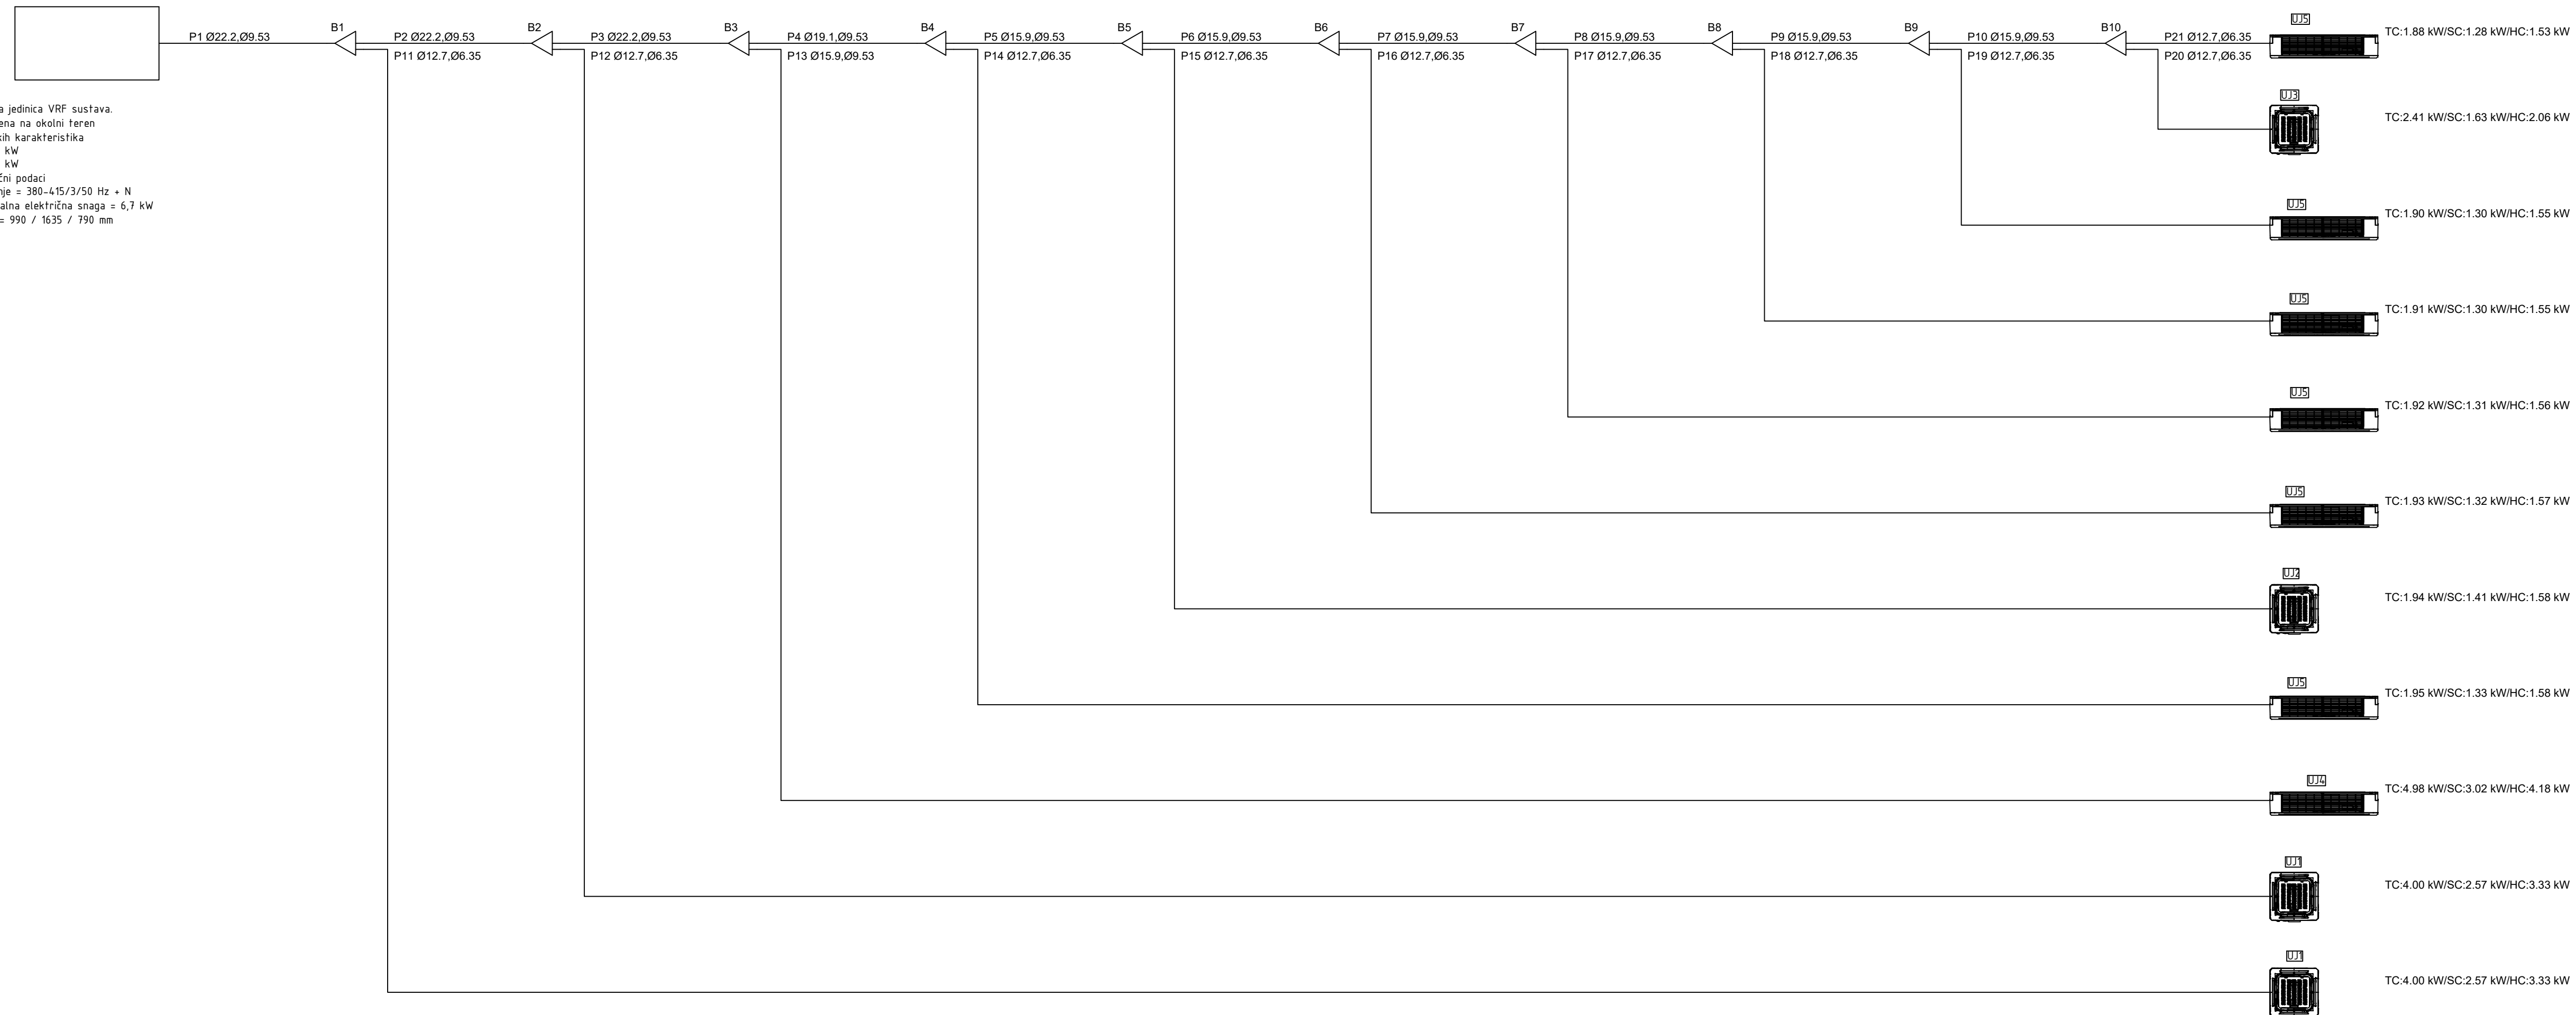 UJ5
B1
B2
B3
B4
B5
B6
B7
B8
B9
B10
TC:1.88 kW/SC:1.28 kW/HC:1.53 kW
P1 Ø22.2,Ø9.53
P2 Ø22.2,Ø9.53
P3 Ø22.2,Ø9.53
P4 Ø19.1,Ø9.53
P5 Ø15.9,Ø9.53
P6 Ø15.9,Ø9.53
P7 Ø15.9,Ø9.53
P8 Ø15.9,Ø9.53
P9 Ø15.9,Ø9.53
P10 Ø15.9,Ø9.53
P21 Ø12.7,Ø6.35
P11 Ø12.7,Ø6.35
P12 Ø12.7,Ø6.35
P13 Ø15.9,Ø9.53
P14 Ø12.7,Ø6.35
P15 Ø12.7,Ø6.35
P16 Ø12.7,Ø6.35
P17 Ø12.7,Ø6.35
P18 Ø12.7,Ø6.35
P19 Ø12.7,Ø6.35
P20 Ø12.7,Ø6.35
a jedinica VRF sustava.
ena na okolni teren
kih karakteristika
kW
kW
čni podaci
nje = 380-415/3/50 Hz + N
alna električna snaga = 6,7 kW
= 990 / 1635 / 790 mm
UJ3
TC:2.41 kW/SC:1.63 kW/HC:2.06 kW
UJ5
TC:1.90 kW/SC:1.30 kW/HC:1.55 kW
UJ5
TC:1.91 kW/SC:1.30 kW/HC:1.55 kW
UJ5
TC:1.92 kW/SC:1.31 kW/HC:1.56 kW
UJ5
TC:1.93 kW/SC:1.32 kW/HC:1.57 kW
UJ2
TC:1.94 kW/SC:1.41 kW/HC:1.58 kW
UJ5
TC:1.95 kW/SC:1.33 kW/HC:1.58 kW
UJ4
TC:4.98 kW/SC:3.02 kW/HC:4.18 kW
UJ1
TC:4.00 kW/SC:2.57 kW/HC:3.33 kW
UJ1
TC:4.00 kW/SC:2.57 kW/HC:3.33 kW